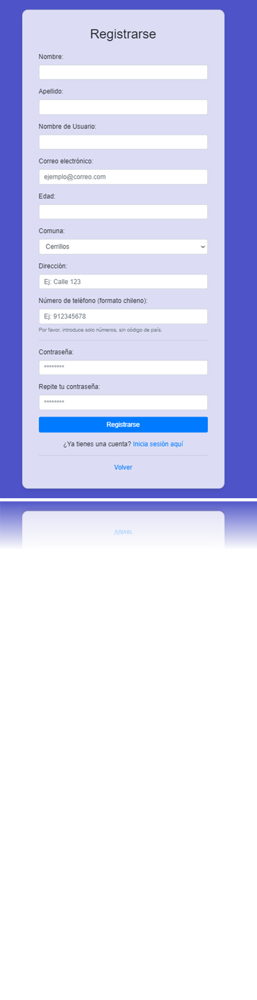 Registrarse
Nombre:
Apellido:
Nombre de Usuario:
Correo electrónico:
ejemplo@correo.com
Edad:
Comuna:
Cerrillos
Dirección:
Ej: Calle 123
Número de teléfono (formato chileno):
Ej: 912345678
Por favor, introduce solo números, sin código de país.
Contraseña:
********
Repite tu contraseña:
********
Registrarse
¿Ya tienes una cuenta? Inicia sesión aquí
Volver
Volver